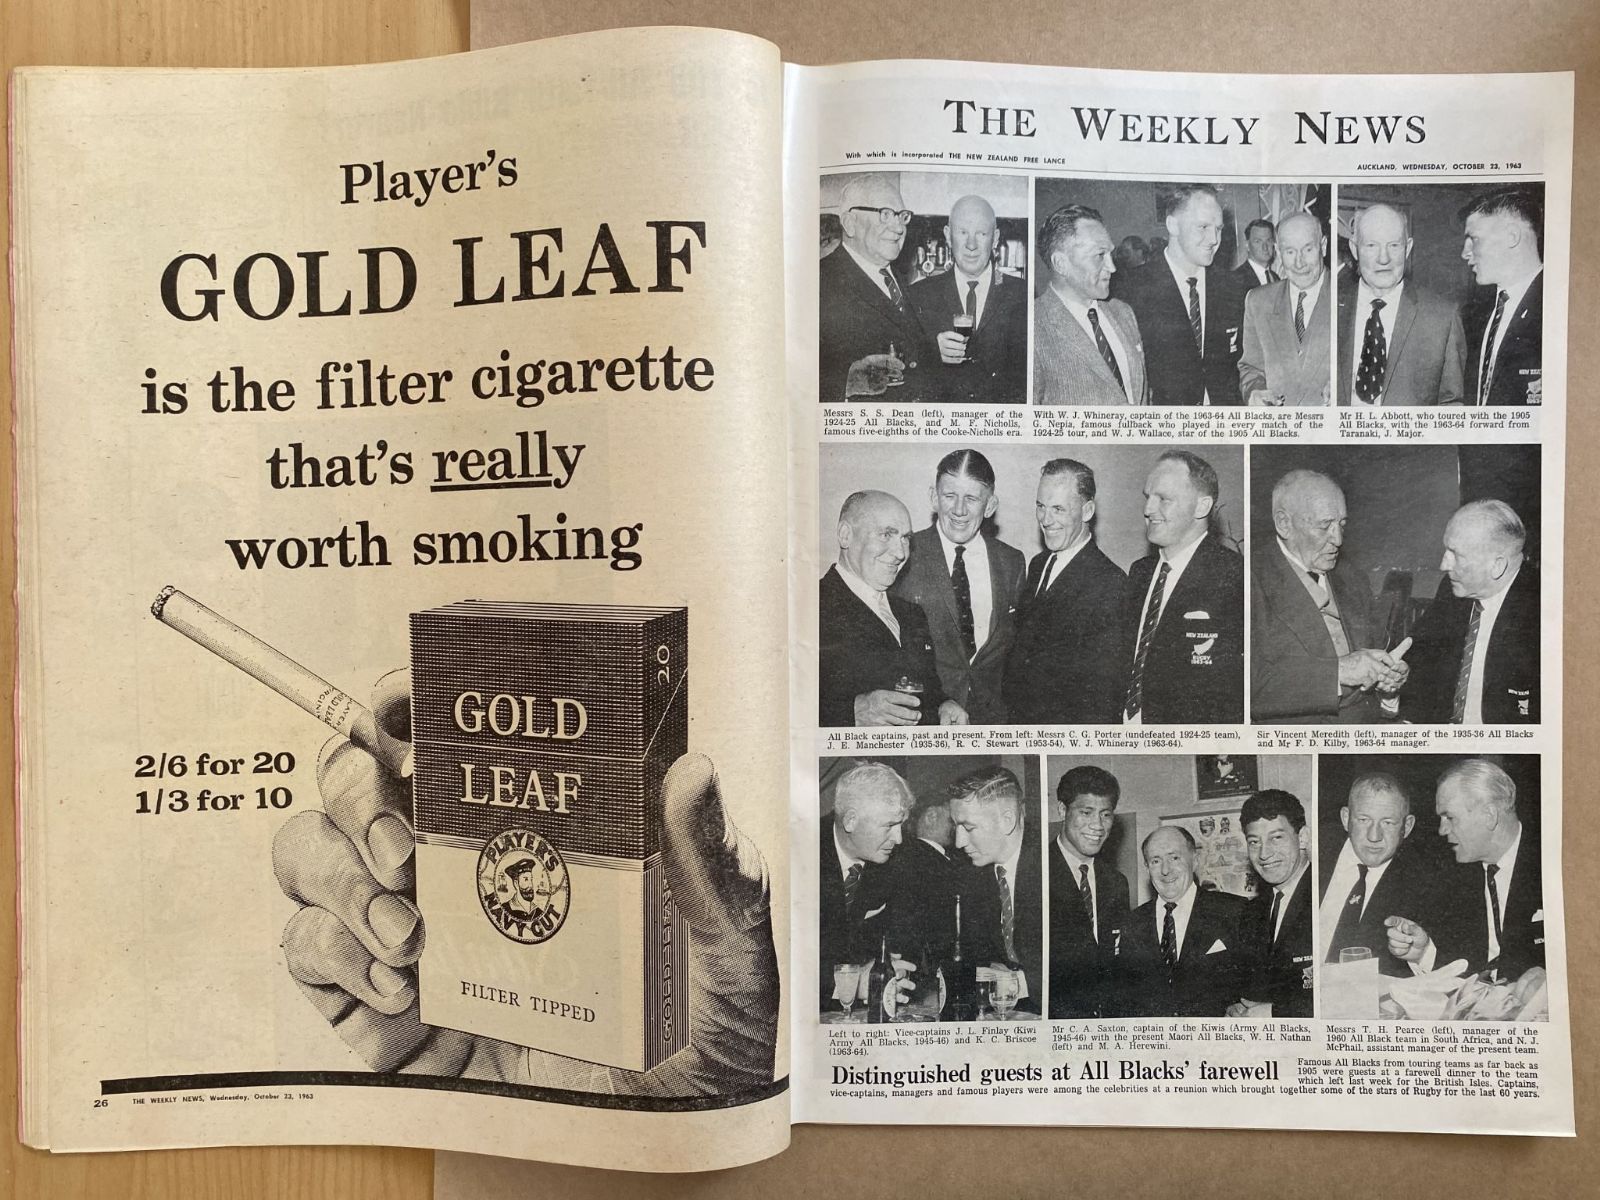 Player's
GOLD LEAF
is the filter cigarette
that's really
worth smoking
PLAYER'S
GOLD LEAF
VIRGINIA
20
GOLD
LEAF
PLAYER'S
NAVY CUT
FILTER TIPPED
GOLD LEAF
2/6 for 20
1/3 for 10
26 THE WEEKLY NEWS, Wednesday, October 23, 1963
THE WEEKLY NEWS
With which is incorporated THE NEW ZEALAND FREE LANCE
AUCKLAND, WEDNESDAY, OCTOBER 23, 1963
Messrs S. S. Dean (left), manager of the
1924-25 All Blacks, and M. F. Nicholls,
famous five-eighths of the Cooke-Nicholls era.
With W. J. Whineray, captain of the 1963-64 All Blacks, are Messrs
G. Nepia, famous fullback who played in every match of the
1924-25 tour, and W. J. Wallace, star of the 1905 All Blacks.
Mr H. L. Abbott, who toured with the 1905
All Blacks, with the 1963-64 forward from
Taranaki, J. Major.
NEW ZEALAND
RUGBY
1963-64
All Black captains, past and present. From left: Messrs C. G. Porter (undefeated 1924-25 team),
J. E. Manchester (1935-36), R. C. Stewart (1953-54), W. J. Whineray (1963-64).
Sir Vincent Meredith (left), manager of the 1935-36 All Blacks
and Mr F. D. Kilby, 1963-64 manager.
Left to right: Vice-captains J. L. Finlay (Kiwi
Army All Blacks, 1945-46) and K. C. Briscoe
(1963-64).
Mr C. A. Saxton, captain of the Kiwis (Army All Blacks,
1945-46) with the present Maori All Blacks, W. H. Nathan
(left) and M. A. Herewini.
Messrs T. H. Pearce (left), manager of the
1960 All Black team in South Africa, and N. J.
McPhail, assistant manager of the present team.
Distinguished guests at All Blacks' farewell
Famous All Blacks from touring teams as far back as
1905 were guests at a farewell dinner to the team
which left last week for the British Isles. Captains,
vice-captains, managers and famous players were among the celebrities at a reunion which brought together some of the stars of Rugby for the last 60 years.